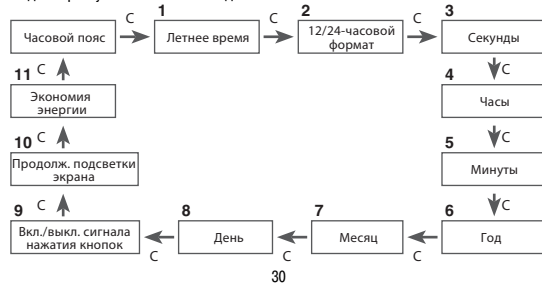 1 2 3
С С С
Часовой пояс Летнее время 12/24-часовой формат Секунды
11 С С
4
Экономия энергии Часы
С С
10 5
Продолж. подсветки экрана Минуты
9 С 8 7 6 С
Вкл./выкл. сигнала нажатия кнопок День Месяц Год
С С С
30